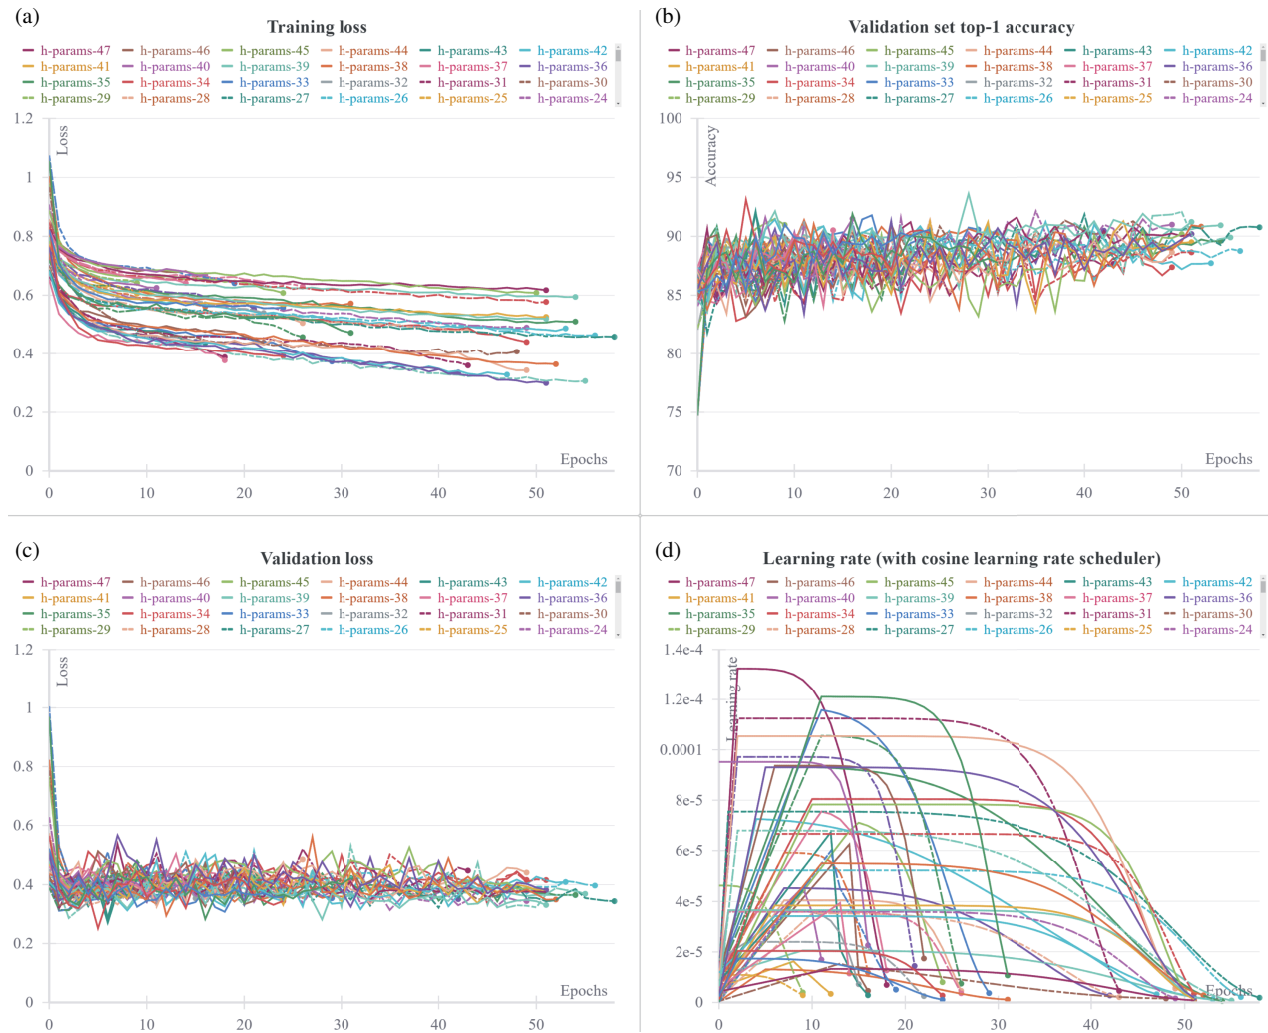 (a)
Training loss
h-params-47 h-params-46 h-params-45 h-params-44 h-params-43 h-params-42
h-params-41 h-params-40 h-params-39 h-params-38 h-params-37 h-params-36
h-params-35 h-params-34 h-params-33 h-params-32 h-params-31 h-params-30
h-params-29 h-params-28 h-params-27 h-params-26 h-params-25 h-params-24
1.2
Loss
1
0.8
0.6
0.4
0.2
0
Epochs
0 10 20 30 40 50
(b)
Validation set top-1 accuracy
h-params-47 h-params-46 h-params-45 h-params-44 h-params-43 h-params-42
h-params-41 h-params-40 h-params-39 h-params-38 h-params-37 h-params-36
h-params-35 h-params-34 h-params-33 h-params-32 h-params-31 h-params-30
h-params-29 h-params-28 h-params-27 h-params-26 h-params-25 h-params-24
100
Accuracy
95
90
85
80
75
70
Epochs
0 10 20 30 40 50
(c)
Validation loss
h-params-47 h-params-46 h-params-45 h-params-44 h-params-43 h-params-42
h-params-41 h-params-40 h-params-39 h-params-38 h-params-37 h-params-36
h-params-35 h-params-34 h-params-33 h-params-32 h-params-31 h-params-30
h-params-29 h-params-28 h-params-27 h-params-26 h-params-25 h-params-24
1.2
Loss
1
0.8
0.6
0.4
0.2
0
Epochs
0 10 20 30 40 50
(d)
Learning rate (with cosine learning rate scheduler)
h-params-47 h-params-46 h-params-45 h-params-44 h-params-43 h-params-42
h-params-41 h-params-40 h-params-39 h-params-38 h-params-37 h-params-36
h-params-35 h-params-34 h-params-33 h-params-32 h-params-31 h-params-30
h-params-29 h-params-28 h-params-27 h-params-26 h-params-25 h-params-24
1.4e-4
Learning rate
1.2e-4
0.0001
8e-5
6e-5
4e-5
2e-5
0
Epochs
0 10 20 30 40 50